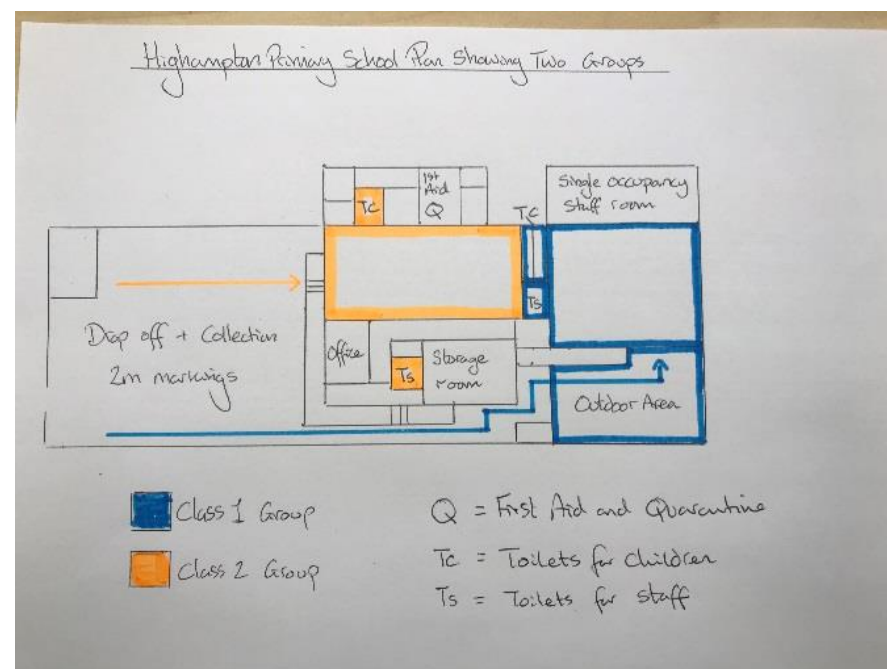 Highampton Primary School Plan Showing Two Groups
1st
Aid
Q
Tc
Tc
Single occupancy
staff room
Ts
Drop off + Collection
2m markings
Office
Ts
Storage
room
Outdoor Area
Class 1 Group
Class 2 Group
Q = First Aid and Quarantine
Tc = Toilets for children
Ts = Toilets for staff